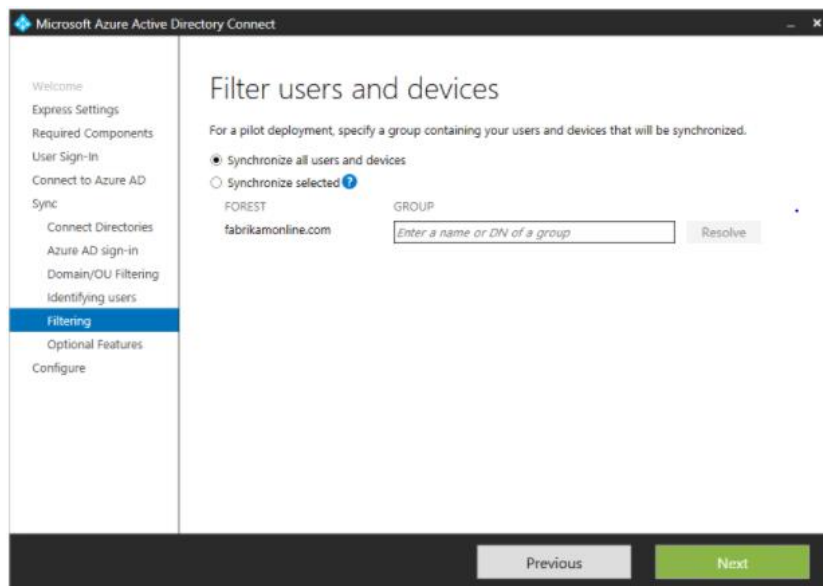 Microsoft Azure Active Directory Connect
Welcome
Express Settings
Required Components
User Sign-In
Connect to Azure AD
Sync
Connect Directories
Azure AD sign-in
Domain/OU Filtering
Identifying users
Filtering
Optional Features
Configure
Filter users and devices
For a pilot deployment, specify a group containing your users and devices that will be synchronized.
Synchronize all users and devices
Synchronize selected ?
FOREST GROUP
fabrikamonline.com Enter a name or DN of a group Resolve
Previous Next